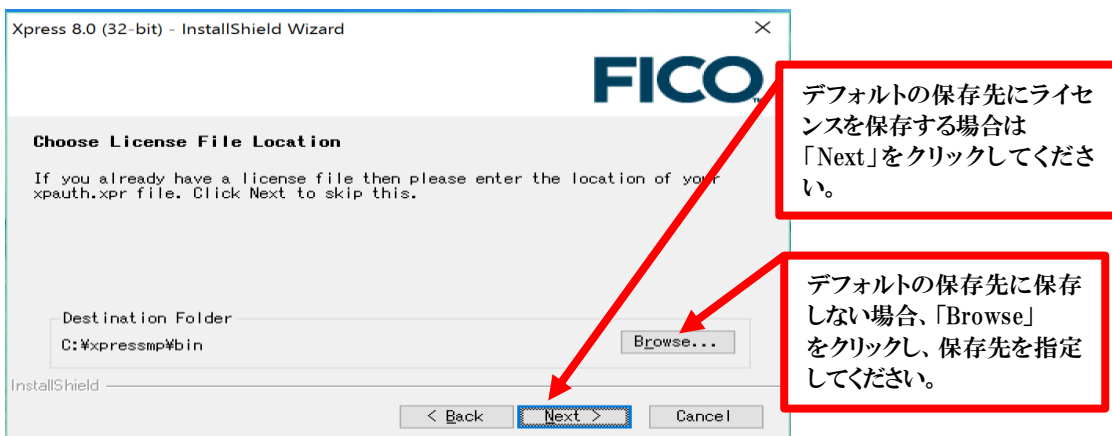 Xpress 8.0 (32-bit) - InstallShield Wizard
FICO
Choose License File Location
If you already have a license file then please enter the location of your
xpauth.xpr file. Click Next to skip this.
Destination Folder
C:¥xpressmp¥bin
Browse...
InstallShield
< Back
Next >
Cancel
デフォルトの保存先にライセ
ンスを保存する場合は
「Next」をクリックしてくださ
い。
デフォルトの保存先に保存
しない場合、「Browse」
をクリックし、保存先を指定
してください。